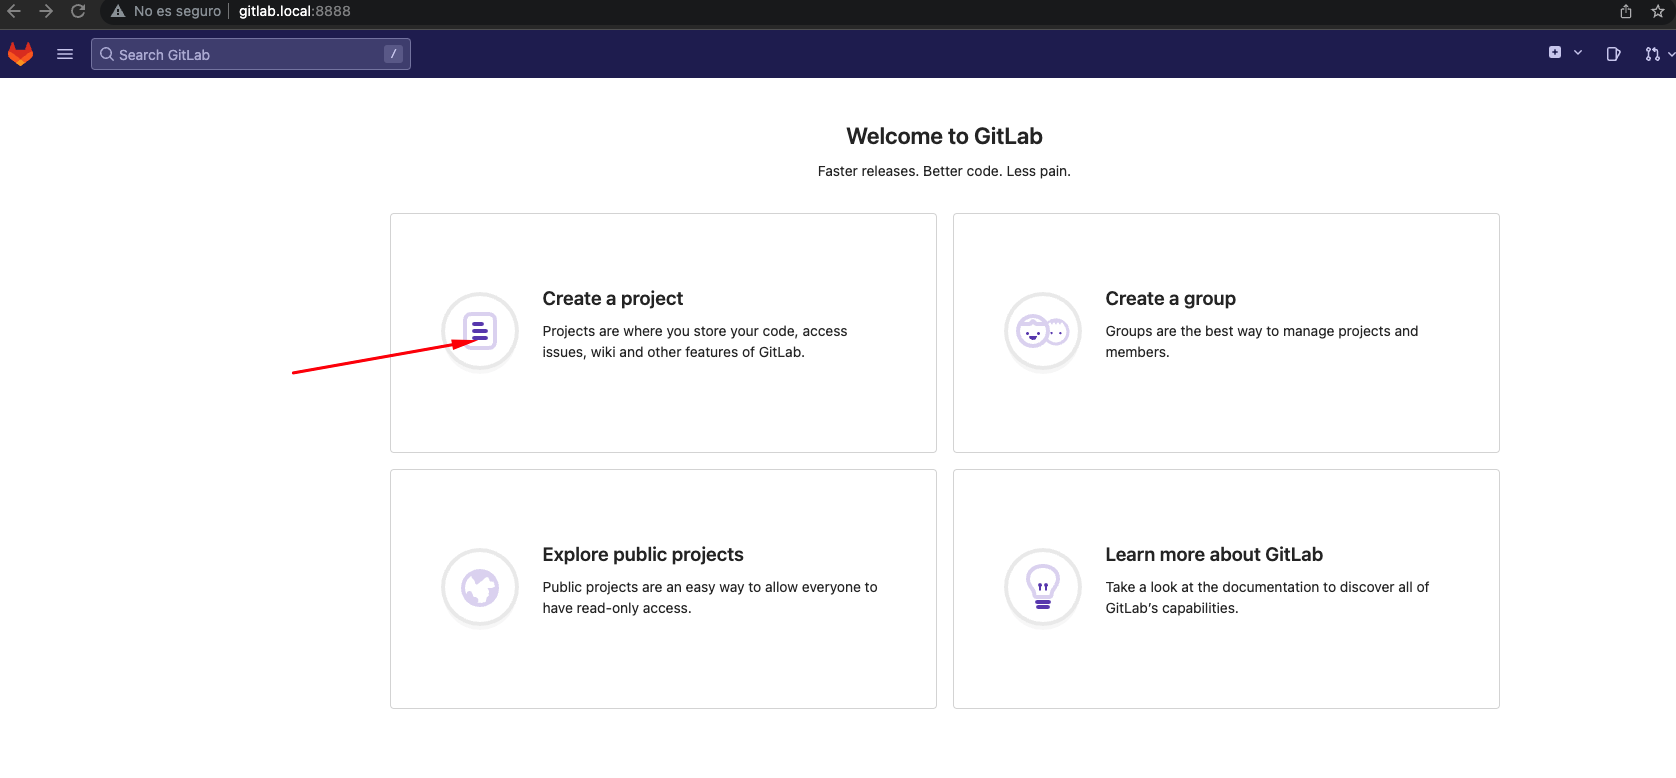 No es seguro | gitlab.local:8888
Search GitLab /
Welcome to GitLab
Faster releases. Better code. Less pain.
Create a project
Projects are where you store your code, access
issues, wiki and other features of GitLab.
Create a group
Groups are the best way to manage projects and
members.
Explore public projects
Public projects are an easy way to allow everyone to
have read-only access.
Learn more about GitLab
Take a look at the documentation to discover all of
GitLab’s capabilities.